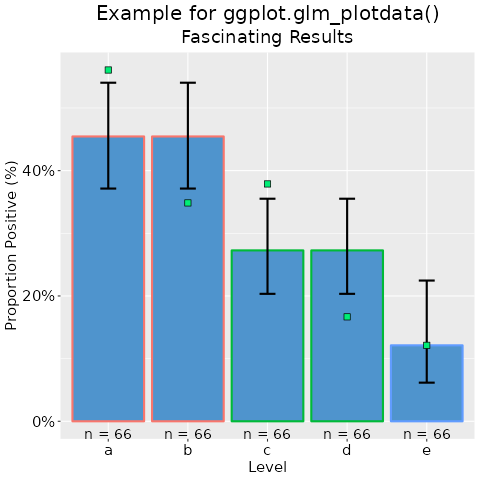 Example for ggplot.glm_plotdata()
Fascinating Results
Proportion Positive (%)
40%
20%
0%
n = 66 n = 66 n = 66 n = 66 n = 66
a b c d e
Level